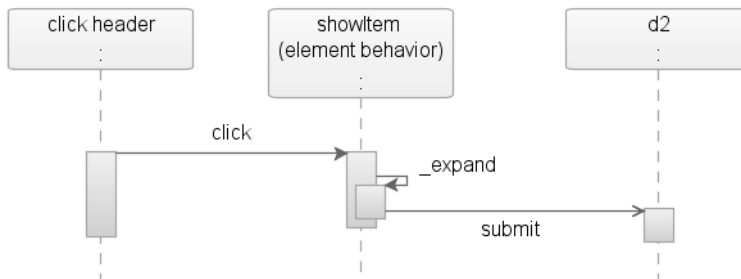 click header
:
showItem
(element behavior)
:
d2
:
click
_expand
submit